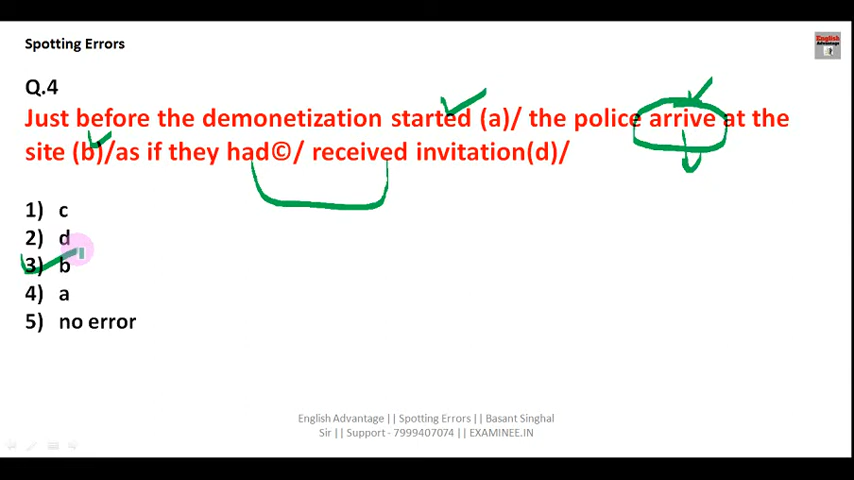 Spotting Errors
English
Advantage
Q.4
Just before the demonetization started (a)/ the police arrive at the
site (b)/as if they had©/ received invitation(d)/
1) c
2) d
3) b
4) a
5) no error
English Advantage || Spotting Errors || Basant Singhal
Sir || Support - 7999407074 || EXAMINEE.IN